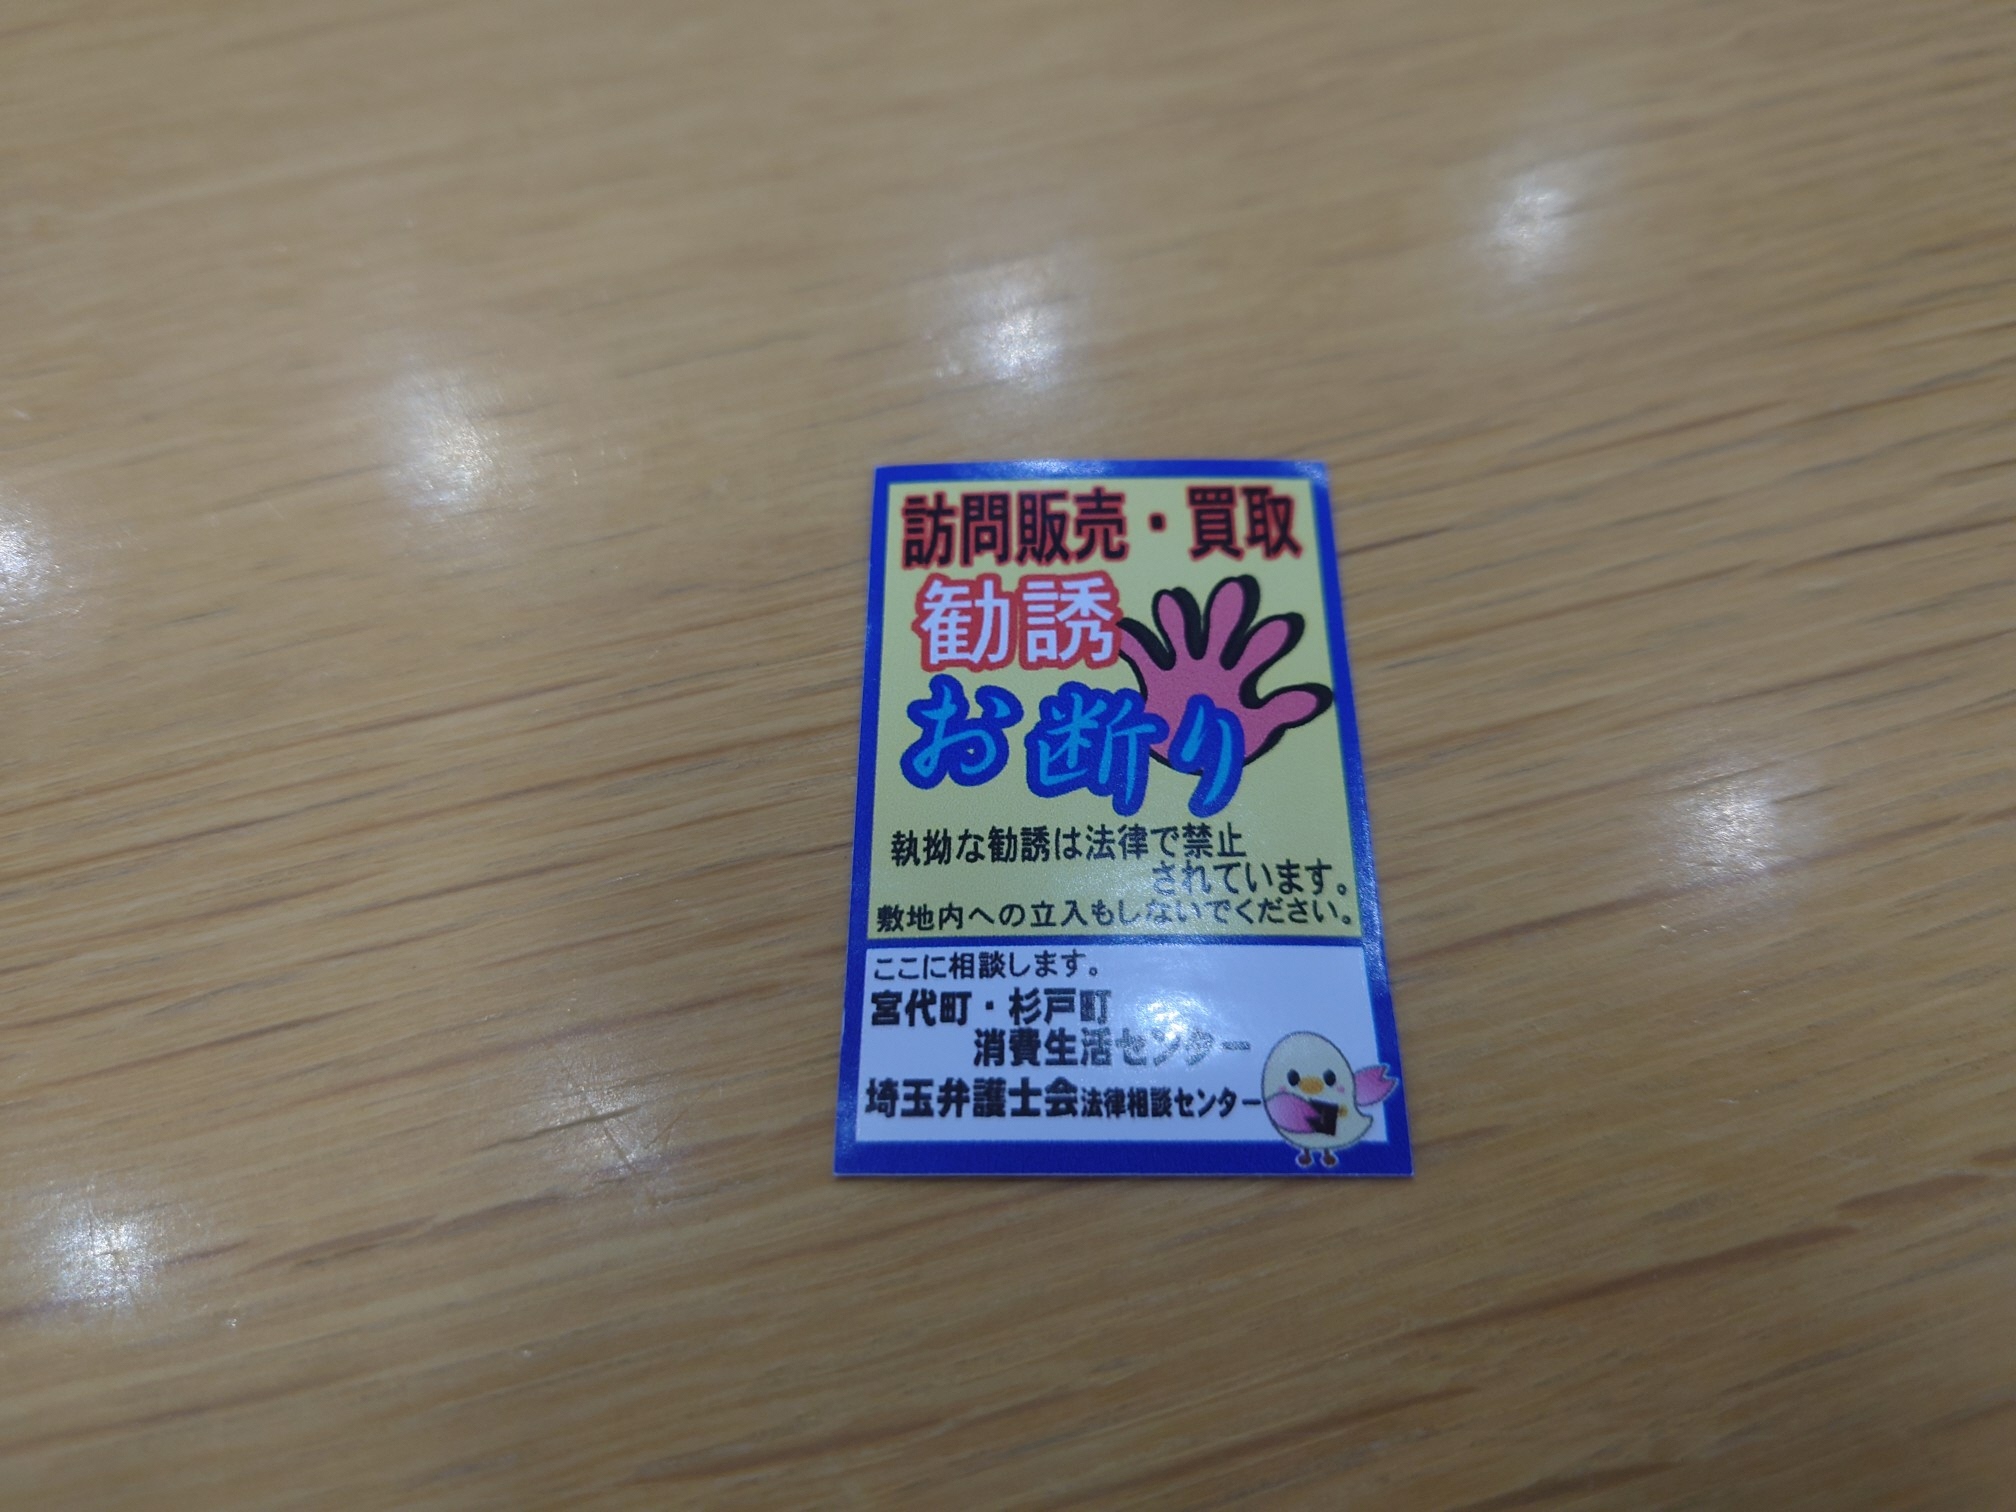 訪問販売・買取
勧誘
お断り
執拗な勧誘は法律で禁止
されています。
敷地内への立入もしないでください。
ここに相談します。
宮代町・杉戸町
消費生活センター
埼玉弁護士会法律相談センター